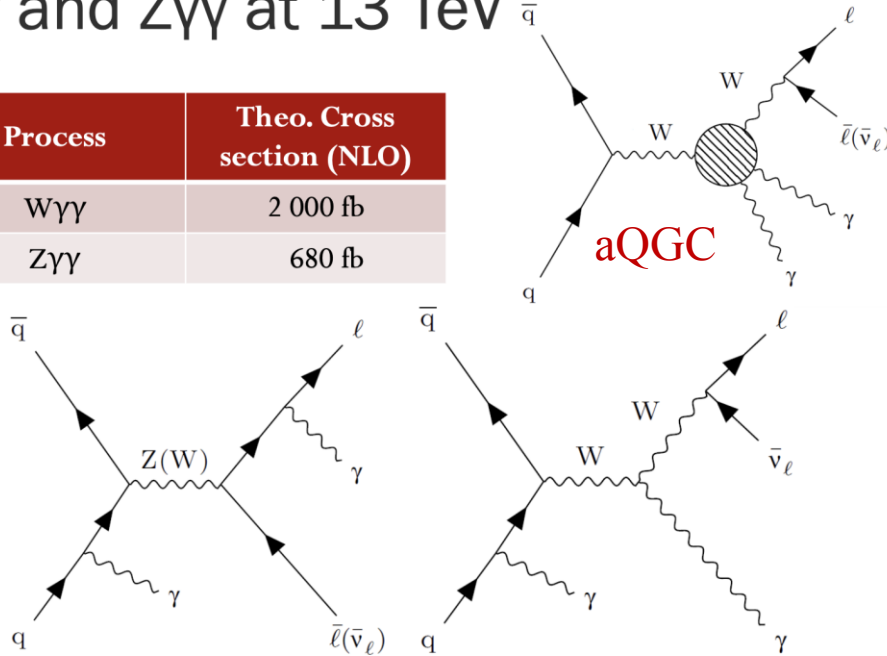 and Zγγ at 13 TeV
Process
Theo. Cross
section (NLO)
Wγγ
2 000 fb
Zγγ
680 fb
q̅
ℓ
W
W
ℓ̅(ν̅ℓ)
γ
aQGC
γ
q
q̅
ℓ
Z(W)
γ
γ
q
ℓ̅(ν̅ℓ)
q̅
ℓ
W
W
ν̅ℓ
γ
q
γ